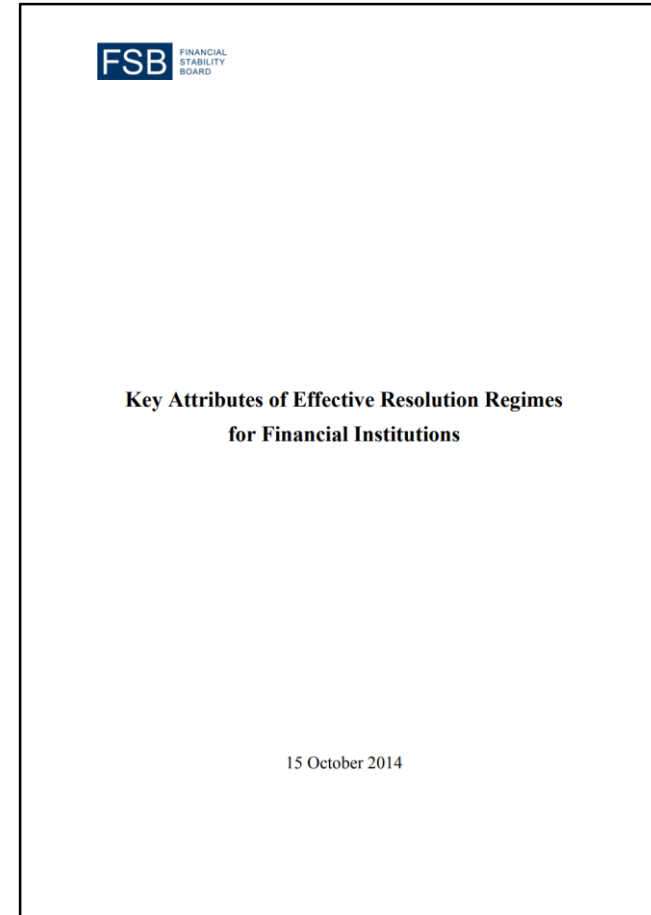 FSB
FINANCIAL
STABILITY
BOARD
Key Attributes of Effective Resolution Regimes
for Financial Institutions
15 October 2014